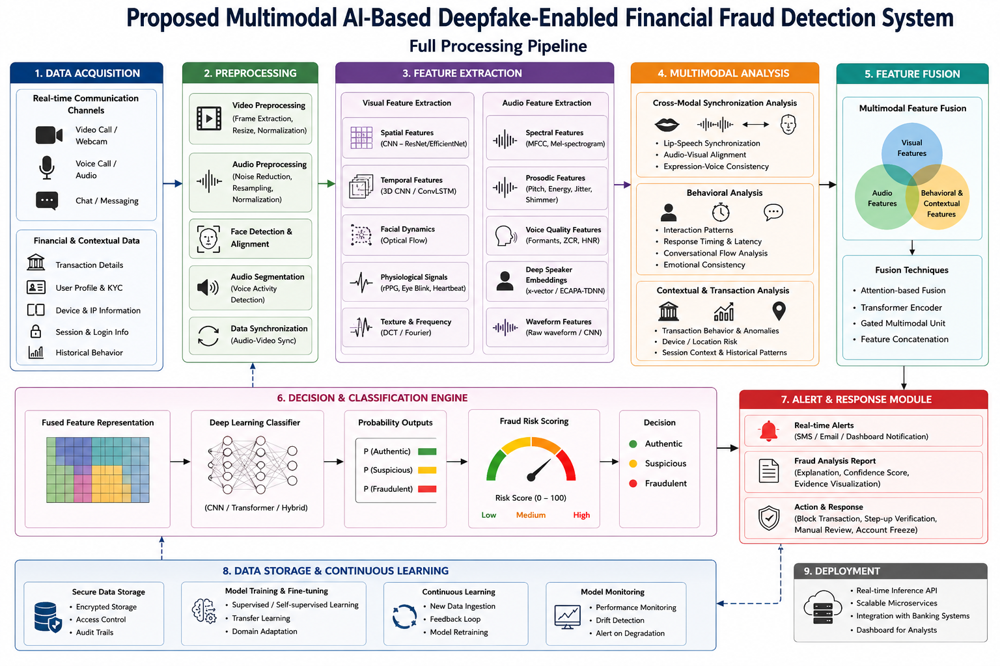 Proposed Multimodal AI-Based Deepfake-Enabled Financial Fraud Detection System
Full Processing Pipeline
1. DATA ACQUISITION
Real-time Communication
Channels
Video Call /
Webcam
Voice Call /
Audio
Chat / Messaging
Financial & Contextual Data
Transaction Details
User Profile & KYC
Device & IP Information
Session & Login Info
Historical Behavior
2. PREPROCESSING
Video Preprocessing
(Frame Extraction,
Resize, Normalization)
Audio Preprocessing
(Noise Reduction,
Resampling,
Normalization)
Face Detection &
Alignment
Audio Segmentation
(Voice Activity
Detection)
Data Synchronization
(Audio-Video Sync)
3. FEATURE EXTRACTION
Visual Feature Extraction
Spatial Features
(CNN – ResNet/EfficientNet)
Temporal Features
(3D CNN / ConvLSTM)
Facial Dynamics
(Optical Flow)
Physiological Signals
(rPPG, Eye Blink, Heartbeat)
Texture & Frequency
(DCT / Fourier)
Audio Feature Extraction
Spectral Features
(MFCC, Mel-spectrogram)
Prosodic Features
(Pitch, Energy, Jitter,
Shimmer)
Voice Quality Features
(Formants, ZCR, HNR)
Deep Speaker
Embeddings
(x-vector / ECAPA-TDNN)
Waveform Features
(Raw waveform / CNN)
4. MULTIMODAL ANALYSIS
Cross-Modal Synchronization Analysis
• Lip-Speech Synchronization
• Audio-Visual Alignment
• Expression-Voice Consistency
Behavioral Analysis
• Interaction Patterns
• Response Timing & Latency
• Conversational Flow Analysis
• Emotional Consistency
Contextual & Transaction Analysis
• Transaction Behavior & Anomalies
• Device / Location Risk
• Session Context & Historical Patterns
5. FEATURE FUSION
Multimodal Feature Fusion
Visual
Features
Audio
Features
Behavioral &
Contextual
Features
Fusion Techniques
• Attention-based Fusion
• Transformer Encoder
• Gated Multimodal Unit
• Feature Concatenation
6. DECISION & CLASSIFICATION ENGINE
Fused Feature Representation
Deep Learning Classifier
(CNN / Transformer / Hybrid)
Probability Outputs
P (Authentic)
P (Suspicious)
P (Fraudulent)
Fraud Risk Scoring
Risk Score (0 – 100)
Low Medium High
Decision
Authentic
Suspicious
Fraudulent
7. ALERT & RESPONSE MODULE
Real-time Alerts
(SMS / Email / Dashboard Notification)
Fraud Analysis Report
(Explanation, Confidence Score,
Evidence Visualization)
Action & Response
(Block Transaction, Step-up Verification,
Manual Review, Account Freeze)
8. DATA STORAGE & CONTINUOUS LEARNING
Secure Data Storage
• Encrypted Storage
• Access Control
• Audit Trails
Model Training & Fine-tuning
• Supervised / Self-supervised Learning
• Transfer Learning
• Domain Adaptation
Continuous Learning
• New Data Ingestion
• Feedback Loop
• Model Retraining
Model Monitoring
• Performance Monitoring
• Drift Detection
• Alert on Degradation
9. DEPLOYMENT
• Real-time Inference API
• Scalable Microservices
• Integration with Banking Systems
• Dashboard for Analysts